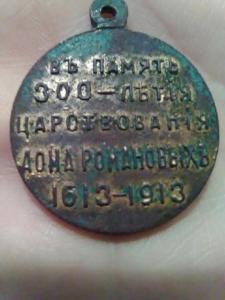 ВЪ ПАМЯТЬ
300-ЛѢТІЯ
ЦАРСТВОВАНІЯ
ДОМА РОМАНОВЫХЪ
1613-1913